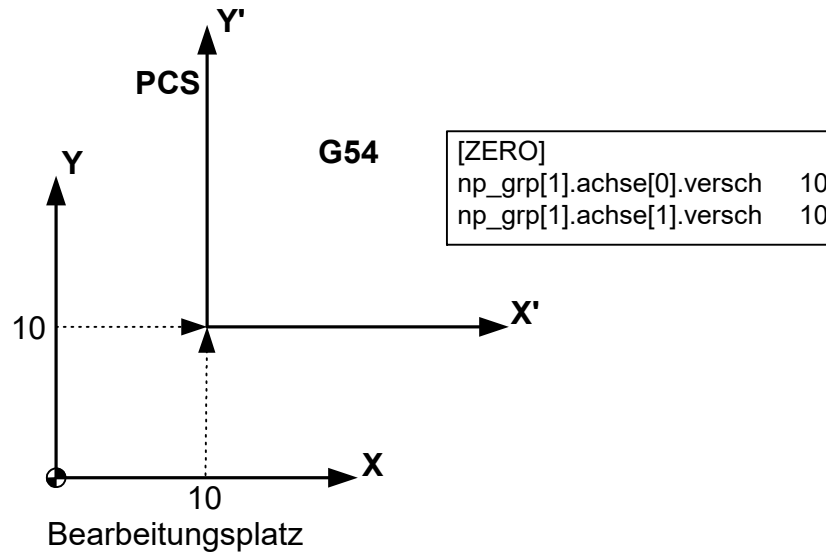 Y'
PCS
G54
Y
[ZERO]
np_grp[1].achse[0].versch 10
np_grp[1].achse[1].versch 10
10
X'
X
10
Bearbeitungsplatz